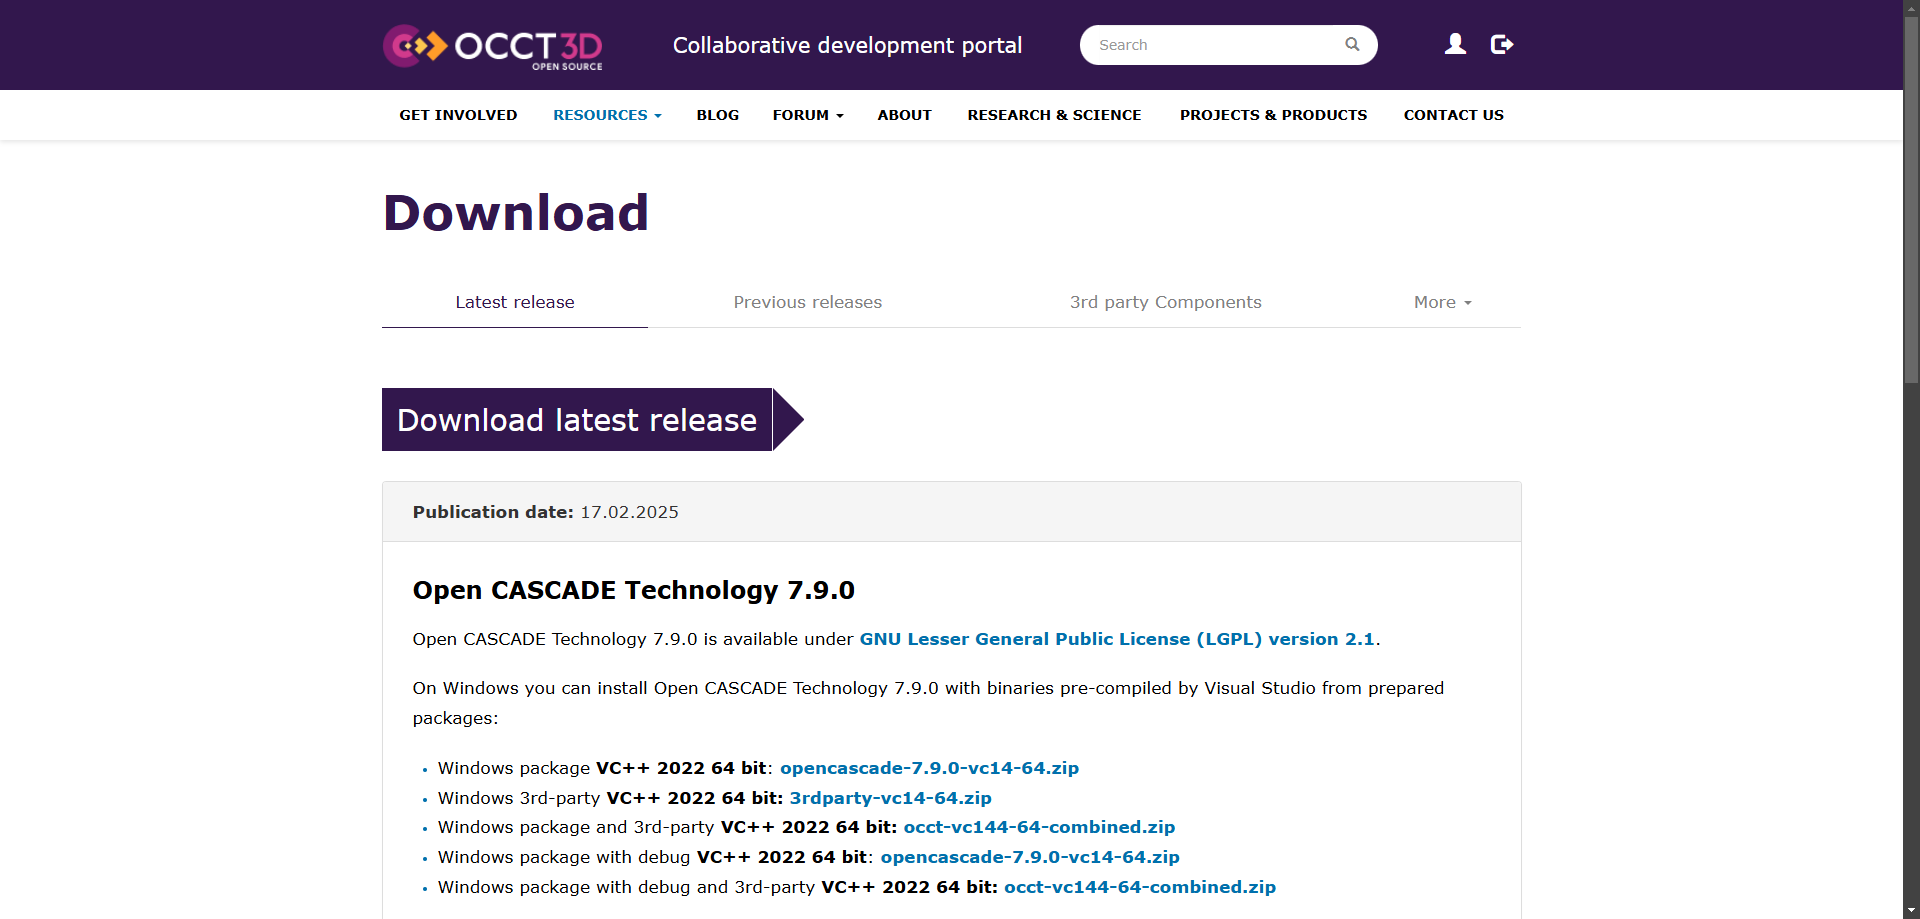 OCCT3D
OPEN SOURCE
Collaborative development portal
Search
GET INVOLVED
RESOURCES
BLOG
FORUM
ABOUT
RESEARCH & SCIENCE
PROJECTS & PRODUCTS
CONTACT US
Download
Latest release
Previous releases
3rd party Components
More
Download latest release
Publication date: 17.02.2025
Open CASCADE Technology 7.9.0
Open CASCADE Technology 7.9.0 is available under GNU Lesser General Public License (LGPL) version 2.1.
On Windows you can install Open CASCADE Technology 7.9.0 with binaries pre-compiled by Visual Studio from prepared
packages:
• Windows package VC++ 2022 64 bit: opencascade-7.9.0-vc14-64.zip
• Windows 3rd-party VC++ 2022 64 bit: 3rdparty-vc14-64.zip
• Windows package and 3rd-party VC++ 2022 64 bit: occt-vc144-64-combined.zip
• Windows package with debug VC++ 2022 64 bit: opencascade-7.9.0-vc14-64.zip
• Windows package with debug and 3rd-party VC++ 2022 64 bit: occt-vc144-64-combined.zip